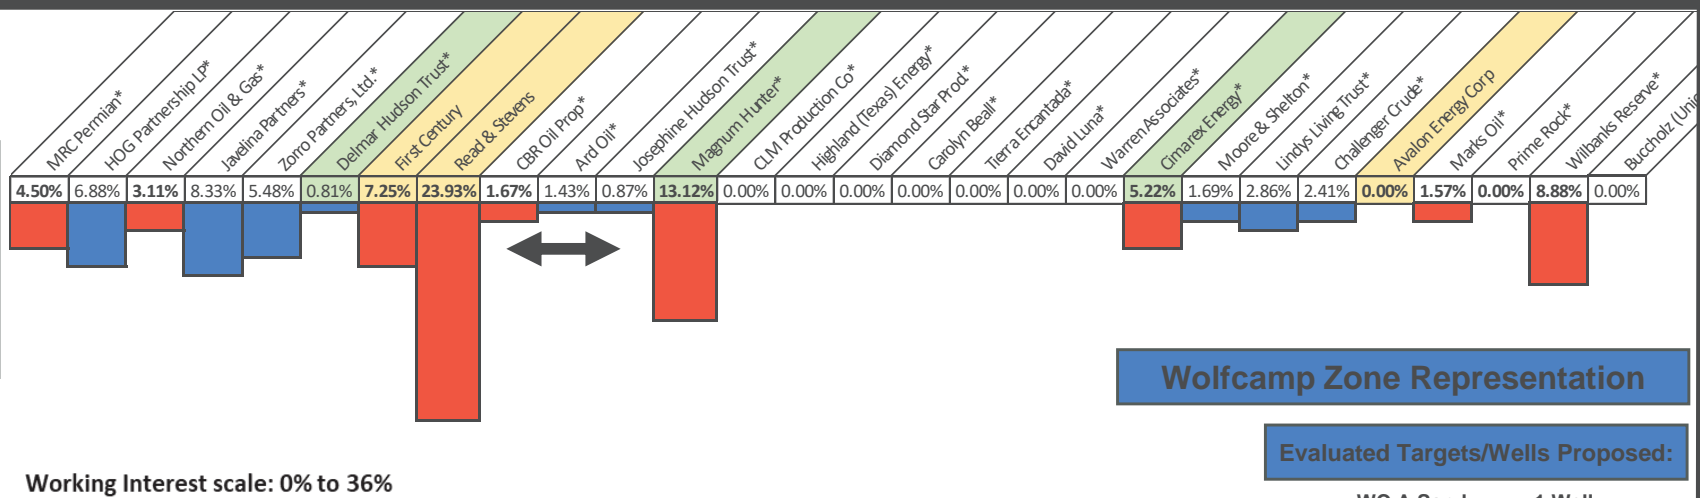 MRC Permian*
HOG Partnership LP*
Northern Oil & Gas*
Javelina Partners*
Zorro Partners, Ltd.*
Delmar Hudson Trust*
First Century
Read & Stevens
CBR Oil Prop*
Ard Oil*
Josephine Hudson Trust*
Magnum Hunter*
CLM Production Co*
Highland (Texas) Energy*
Diamond Star Prod.*
Carolyn Beall*
Tierra Encantada*
David Luna*
Warren Associates*
Cimarex Energy*
Moore & Shelton*
Lindys Living Trust*
Challenger Crude*
Avalon Energy Corp
Marks Oil*
Prime Rock*
Wilbanks Reserve*
Buccholz
4.50% 6.88% 3.11% 8.33% 5.48% 0.81% 7.25% 23.93% 1.67% 1.43% 0.87% 13.12% 0.00% 0.00% 0.00% 0.00% 0.00% 0.00% 0.00% 5.22% 1.69% 2.86% 2.41% 0.00% 1.57% 0.00% 8.88% 0.00%
Wolfcamp Zone Representation
Evaluated Targets/Wells Proposed:
Working Interest scale: 0% to 36%